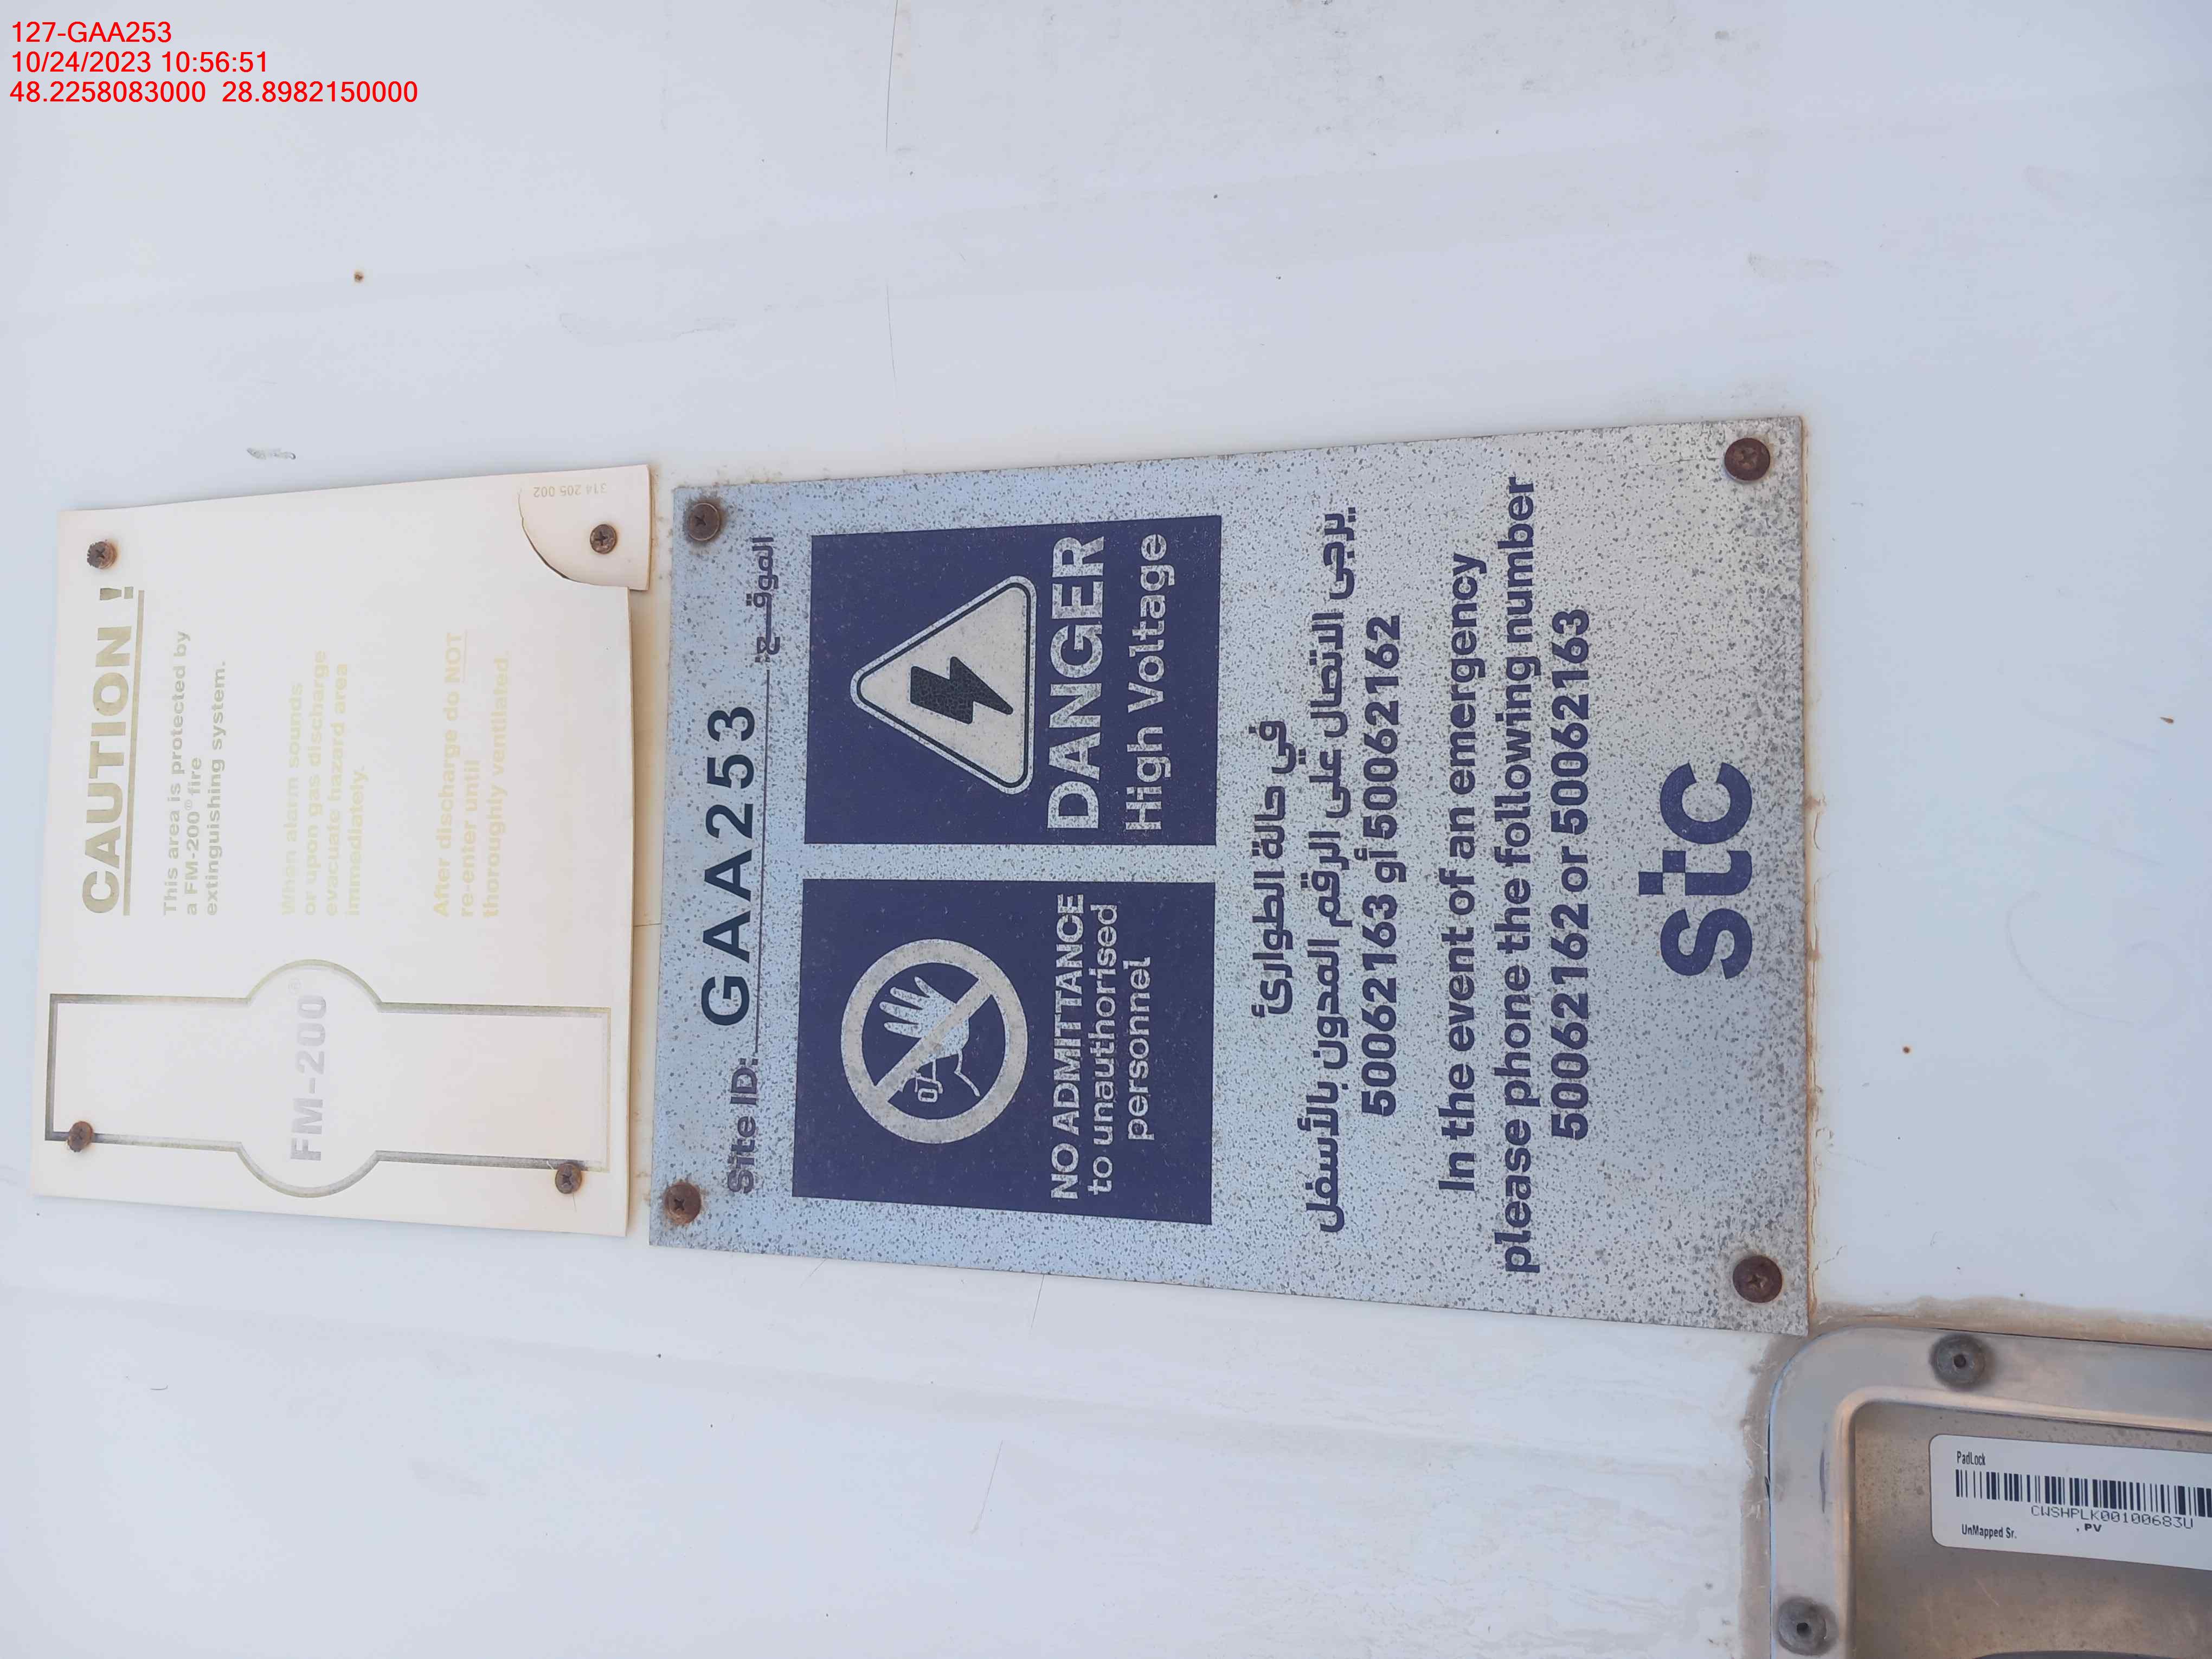 127-GAA253
10/24/2023 10:56:51
48.2258083000 28.8982150000
CAUTION !
This area is protected by
a FM-200® fire
extinguishing system.
When alarm sounds
or upon gas discharge
evacuate hazard area
immediately.
After discharge do NOT
re-enter until
thoroughly ventilated.
FM-200®
314 205 002
Site ID: GAA253 الموقـــع:
NO ADMITTANCE
to unauthorised
personnel
DANGER
High Voltage
في حالة الطوارئ
يرجى الاتصال على الرقم المدون بالأسفل
50062163 أو 50062162
In the event of an emergency
please phone the following number
50062162 or 50062163
stc
PadLock
CWSHPLK00100683U
UnMapped Sr. , PV